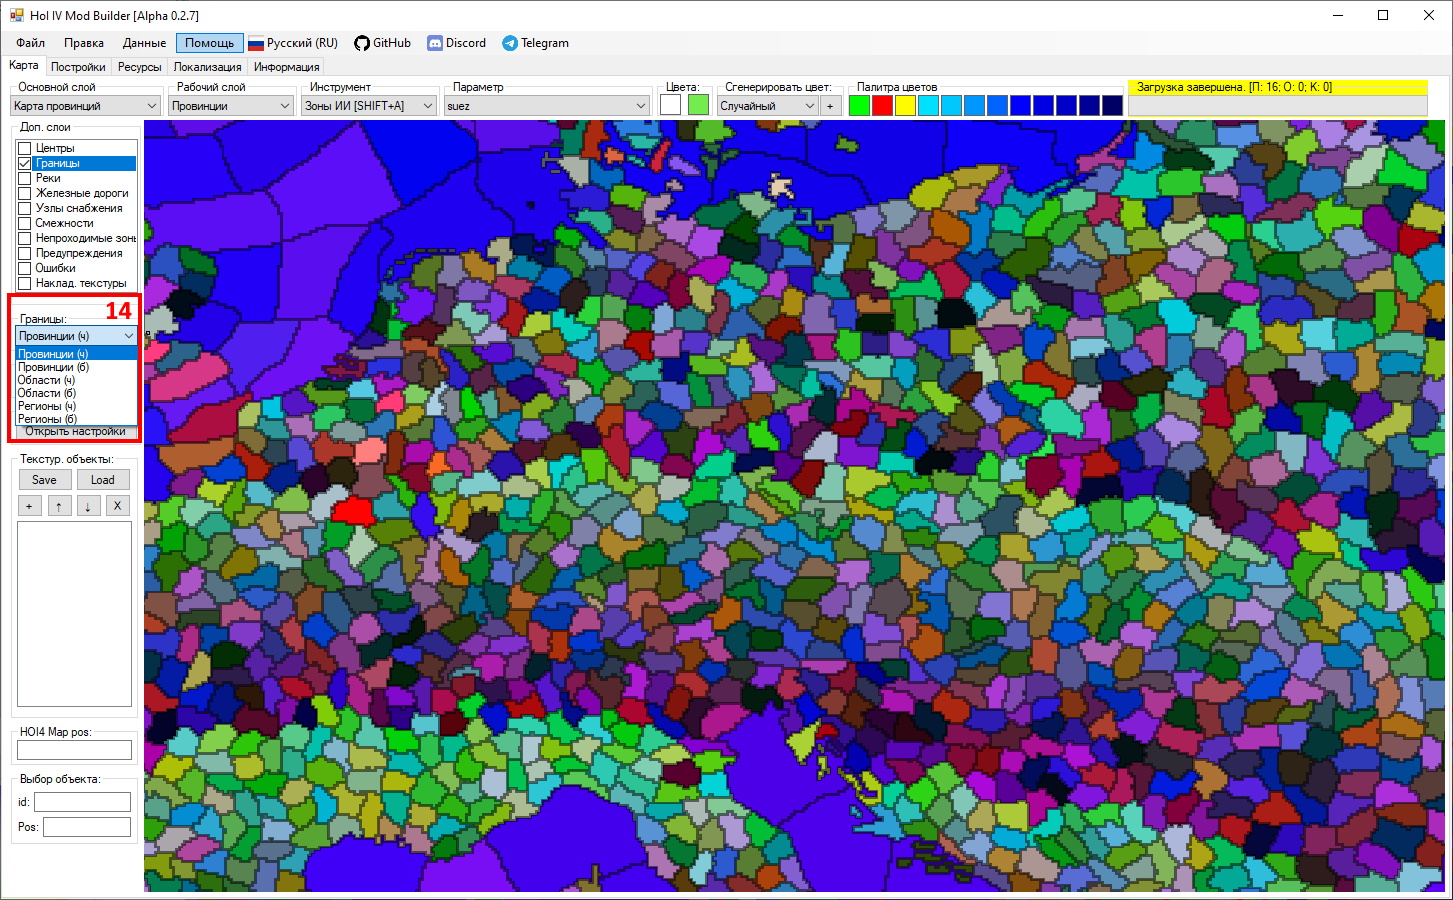 HoI IV Mod Builder [Alpha 0.2.7]
Файл Правка Данные Помощь Русский (RU) GitHub Discord Telegram
Карта Постройки Ресурсы Локализация Информация
Основной слой Рабочий слой Инструмент Параметр Цвета: Сгенерировать цвет: Палитра цветов Загрузка завершена. [П: 16; О: 0; К: 0]
Карта провинций Провинции Зоны ИИ [SHIFT+A] suez Случайный +
Доп. слои
Центры
Границы
Реки
Железные дороги
Узлы снабжения
Смежности
Непроходимые зоны
Предупреждения
Ошибки
Наклад. текстуры
14
Границы:
Провинции (ч)
Провинции (ч)
Провинции (б)
Области (ч)
Области (б)
Регионы (ч)
Регионы (б)
Открыть настройки
Текстур. объекты:
Save Load
+ ↑ ↓ X
HOI4 Map pos:
Выбор объекта:
id:
Pos: